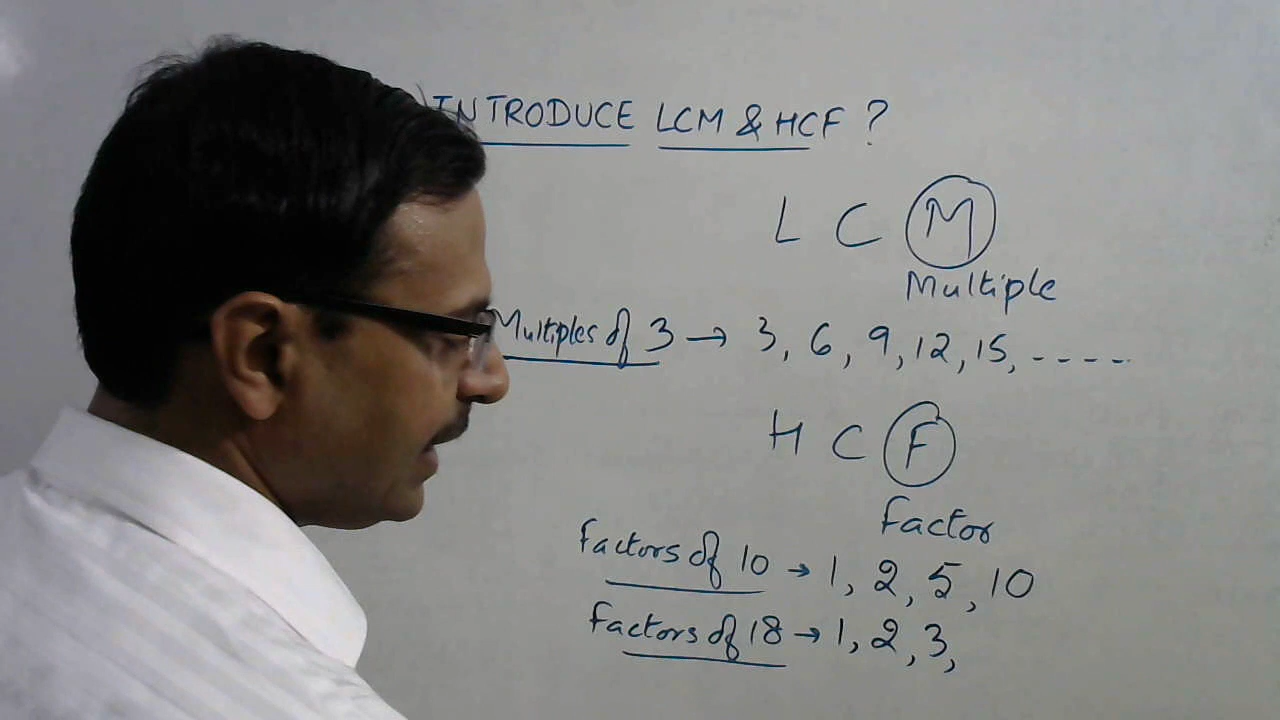 INTRODUCE LCM & HCF ?
L C M
Multiple
Multiples of 3 → 3, 6, 9, 12, 15, -----
H C F
Factor
Factors of 10 → 1, 2, 5, 10
Factors of 18 → 1, 2, 3,